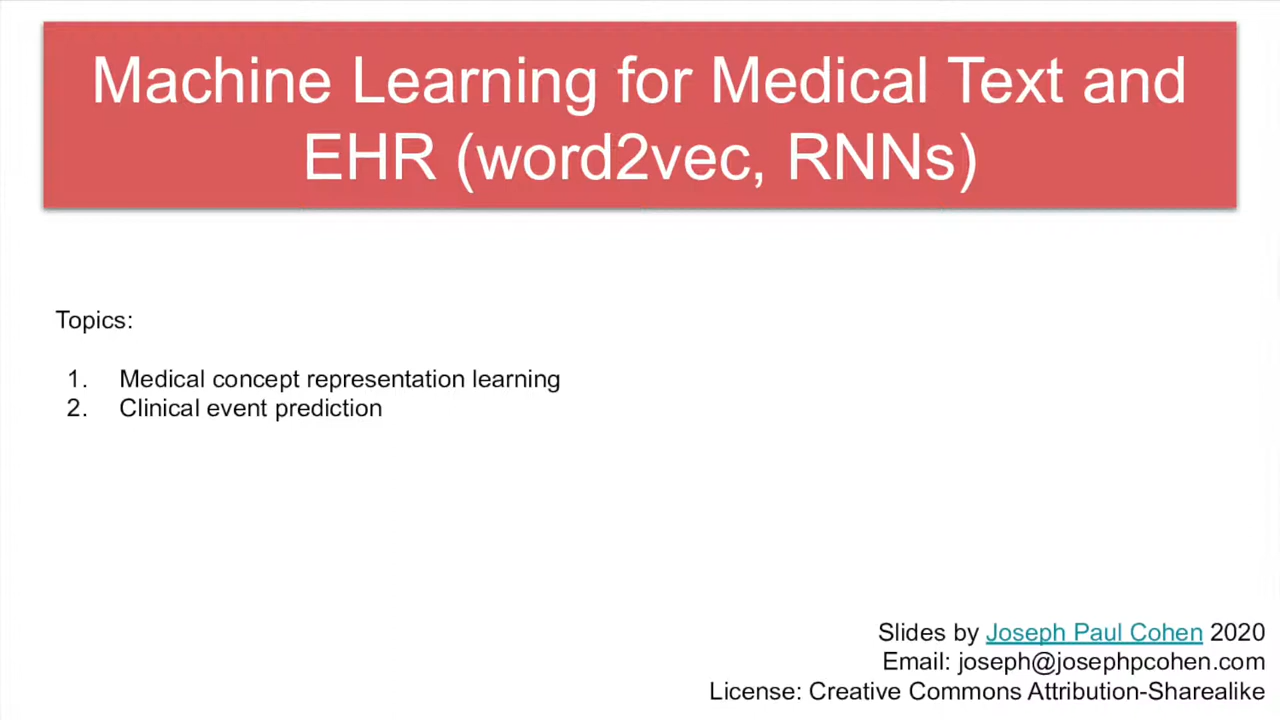 Machine Learning for Medical Text and
EHR (word2vec, RNNs)
Topics:
1. Medical concept representation learning
2. Clinical event prediction
Slides by Joseph Paul Cohen 2020
Email: joseph@josephpcohen.com
License: Creative Commons Attribution-Sharealike